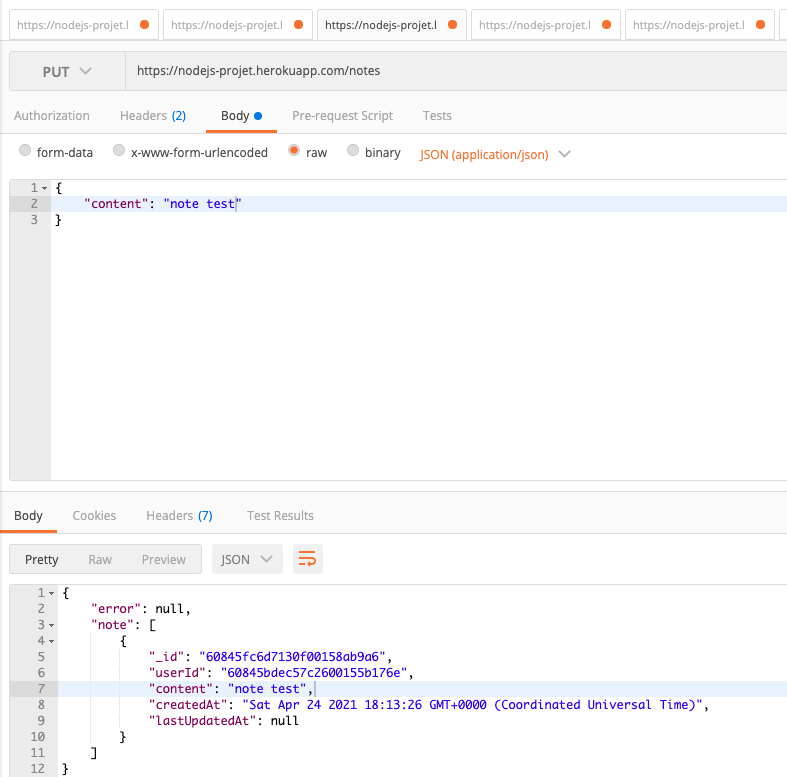 https://nodejs-projet.l https://nodejs-projet.l https://nodejs-projet.l https://nodejs-projet.l https://nodejs-projet.l
PUT https://nodejs-projet.herokuapp.com/notes
Authorization Headers (2) Body Pre-request Script Tests
form-data x-www-form-urlencoded raw binary JSON (application/json)
1 {
2 "content": "note test"
3 }
Body Cookies Headers (7) Test Results
Pretty Raw Preview JSON
1 {
2 "error": null,
3 "note": [
4 {
5 "_id": "60845fc6d7130f00158ab9a6",
6 "userId": "60845bdec57c2600155b176e",
7 "content": "note test",
8 "createdAt": "Sat Apr 24 2021 18:13:26 GMT+0000 (Coordinated Universal Time)",
9 "lastUpdatedAt": null
10 }
11 ]
12 }